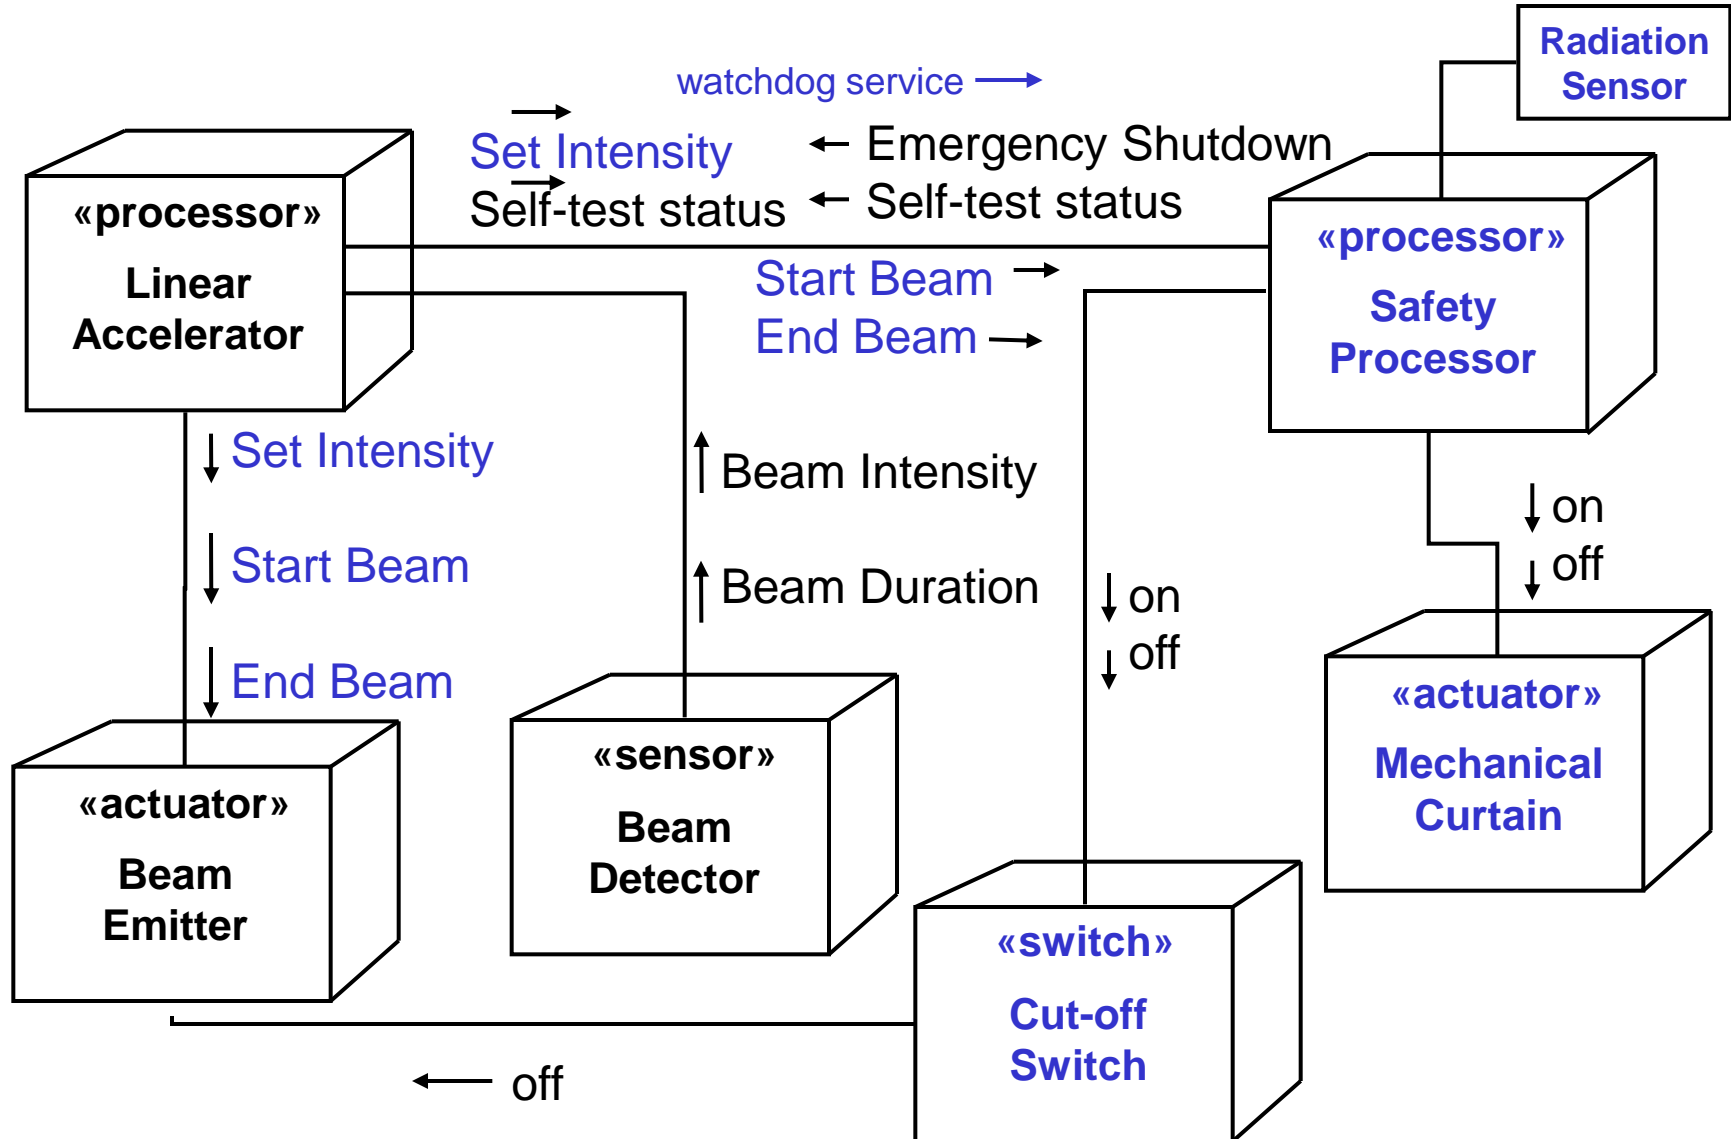 Radiation
Sensor
watchdog service
Set Intensity
Self-test status
Emergency Shutdown
Self-test status
«processor»
Linear
Accelerator
«processor»
Safety
Processor
Start Beam
End Beam
Set Intensity
Start Beam
End Beam
Beam Intensity
Beam Duration
on
off
on
off
«actuator»
Beam
Emitter
«sensor»
Beam
Detector
«actuator»
Mechanical
Curtain
«switch»
Cut-off
Switch
off